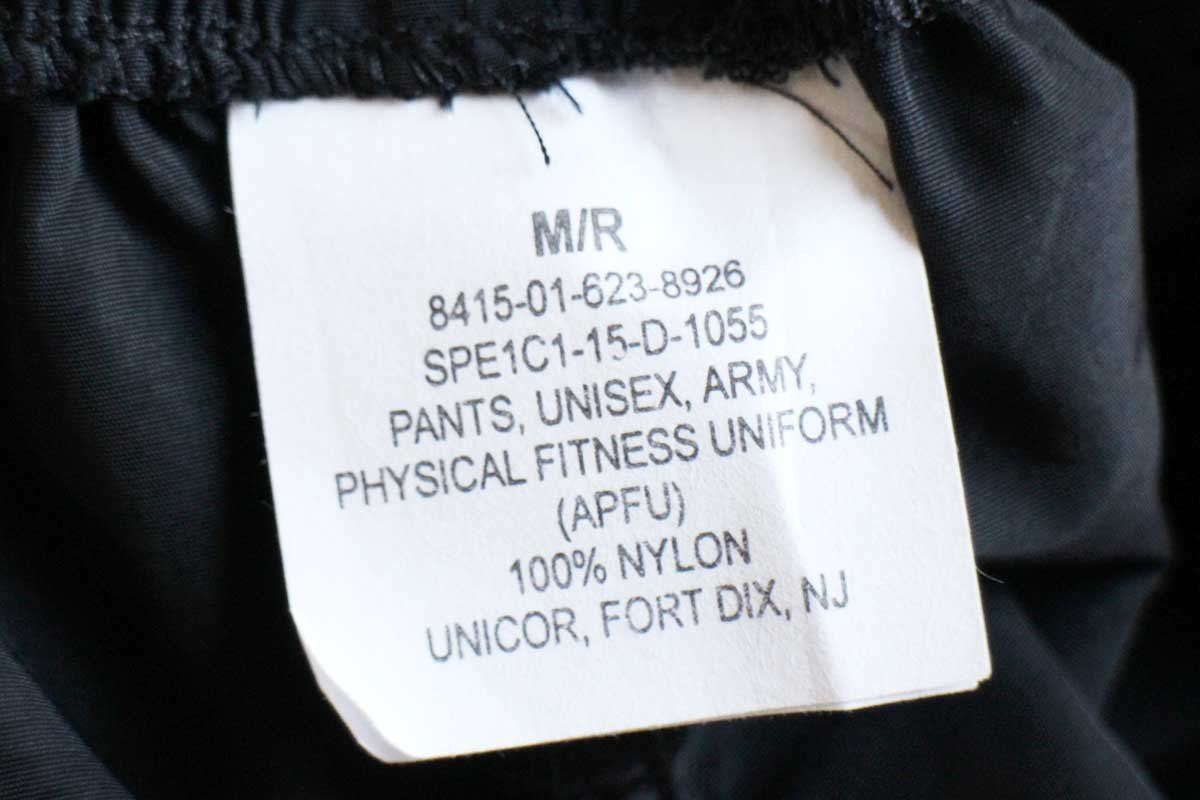 M/R
8415-01-623-8926
SPE1C1-15-D-1055
PANTS, UNISEX, ARMY,
PHYSICAL FITNESS UNIFORM
(APFU)
100% NYLON
UNICOR, FORT DIX, NJ